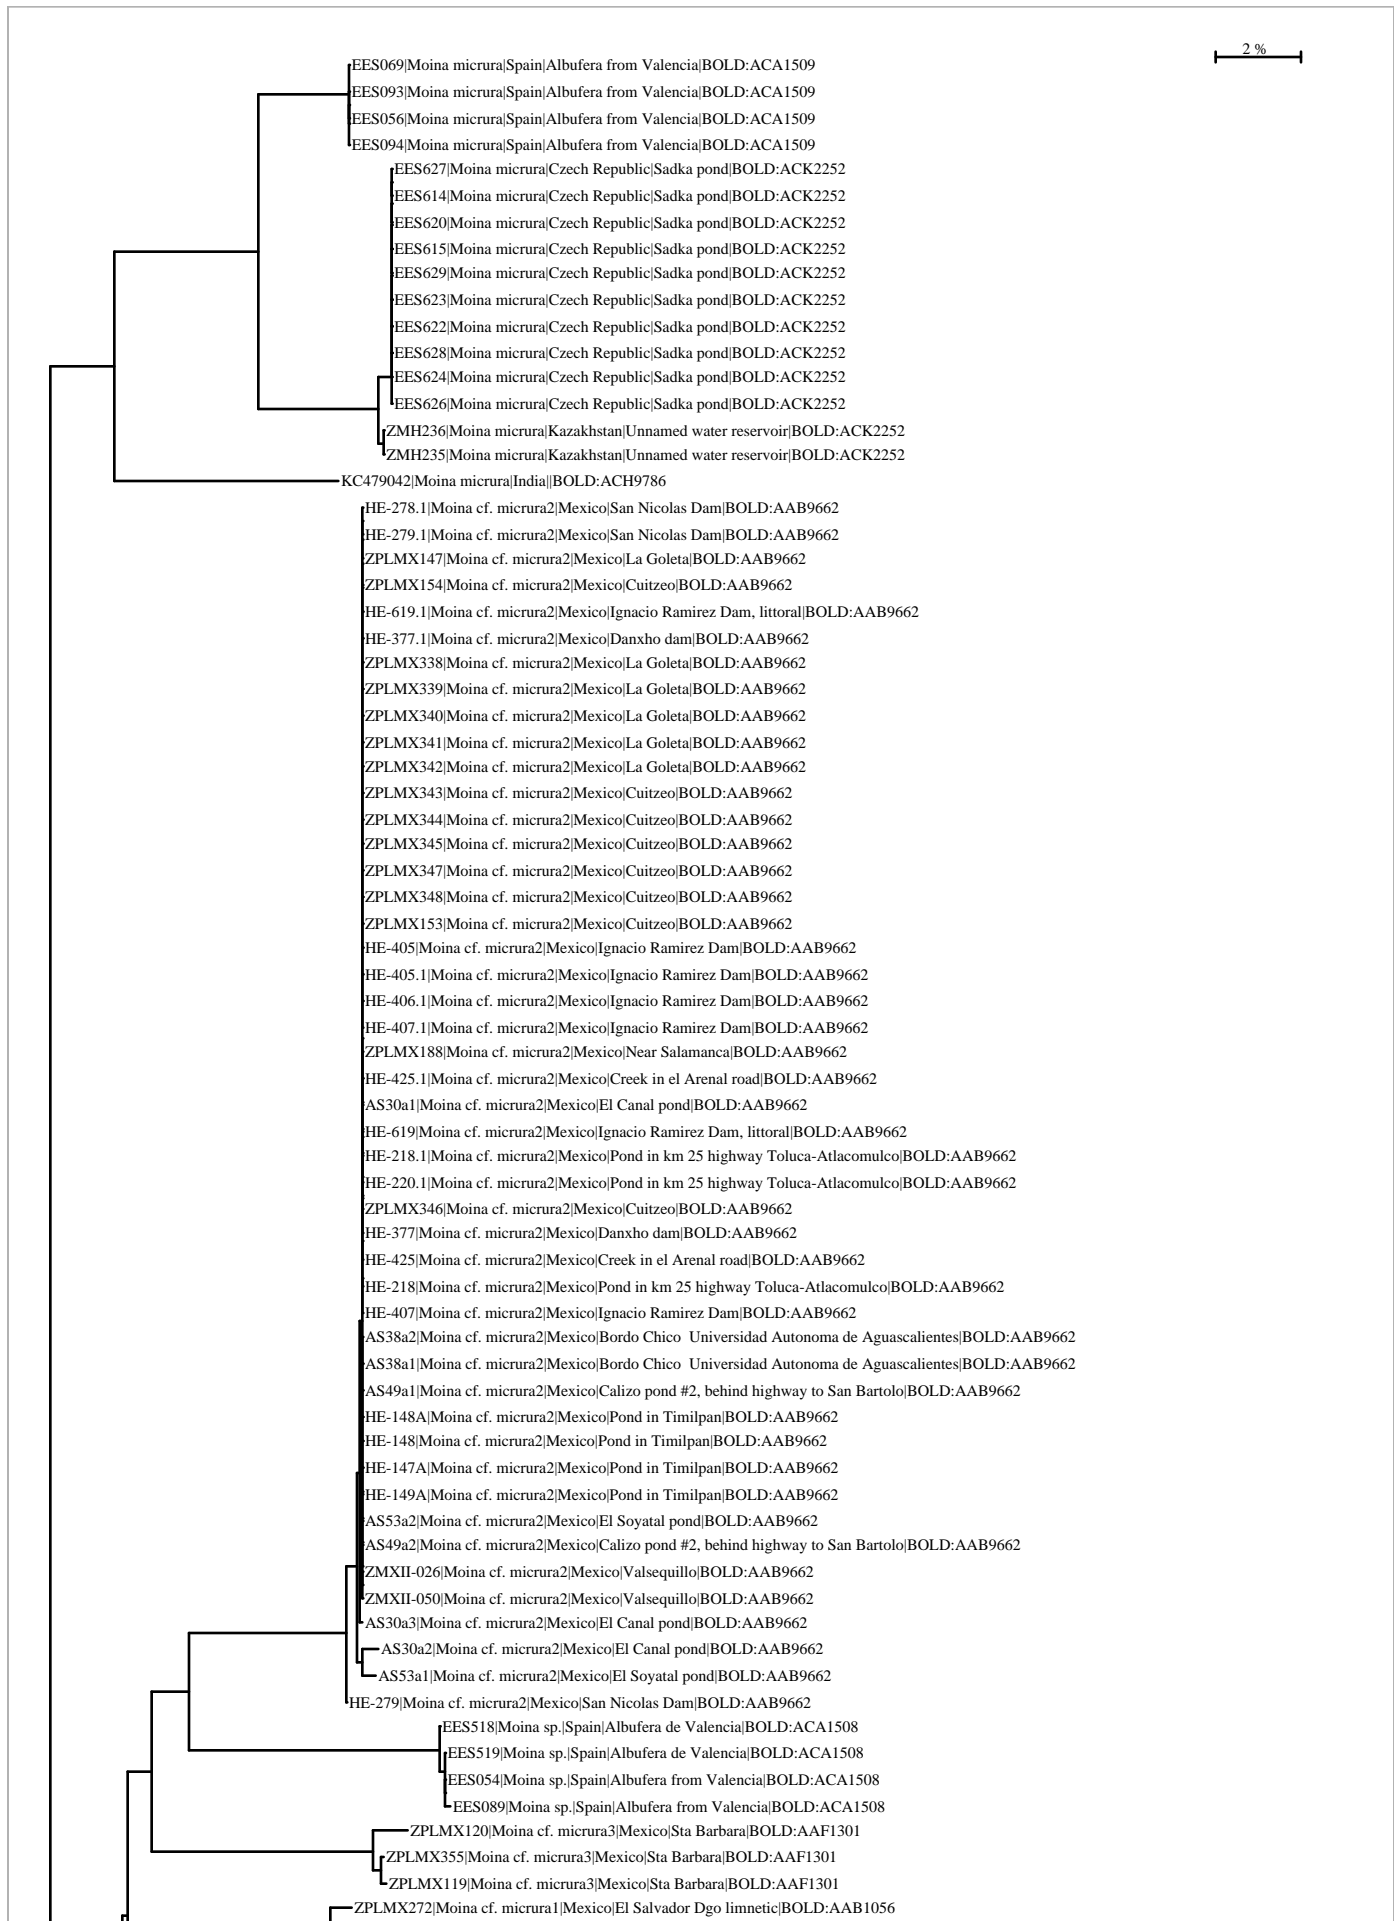 2 %
EES069|Moina micrura|Spain|Albufera from Valencia|BOLD:ACA1509
EES093|Moina micrura|Spain|Albufera from Valencia|BOLD:ACA1509
EES056|Moina micrura|Spain|Albufera from Valencia|BOLD:ACA1509
EES094|Moina micrura|Spain|Albufera from Valencia|BOLD:ACA1509
EES627|Moina micrura|Czech Republic|Sadka pond|BOLD:ACK2252
EES614|Moina micrura|Czech Republic|Sadka pond|BOLD:ACK2252
EES620|Moina micrura|Czech Republic|Sadka pond|BOLD:ACK2252
EES615|Moina micrura|Czech Republic|Sadka pond|BOLD:ACK2252
EES629|Moina micrura|Czech Republic|Sadka pond|BOLD:ACK2252
EES623|Moina micrura|Czech Republic|Sadka pond|BOLD:ACK2252
EES622|Moina micrura|Czech Republic|Sadka pond|BOLD:ACK2252
EES628|Moina micrura|Czech Republic|Sadka pond|BOLD:ACK2252
EES624|Moina micrura|Czech Republic|Sadka pond|BOLD:ACK2252
EES626|Moina micrura|Czech Republic|Sadka pond|BOLD:ACK2252
ZMH236|Moina micrura|Kazakhstan|Unnamed water reservoir|BOLD:ACK2252
ZMH235|Moina micrura|Kazakhstan|Unnamed water reservoir|BOLD:ACK2252
KC479042|Moina micrura|India||BOLD:ACH9786
HE-278.1|Moina cf. micrura2|Mexico|San Nicolas Dam|BOLD:AAB9662
HE-279.1|Moina cf. micrura2|Mexico|San Nicolas Dam|BOLD:AAB9662
ZPLMX147|Moina cf. micrura2|Mexico|La Goleta|BOLD:AAB9662
ZPLMX154|Moina cf. micrura2|Mexico|Cuitzeo|BOLD:AAB9662
HE-619.1|Moina cf. micrura2|Mexico|Ignacio Ramirez Dam, littoral|BOLD:AAB9662
HE-377.1|Moina cf. micrura2|Mexico|Danxho dam|BOLD:AAB9662
ZPLMX338|Moina cf. micrura2|Mexico|La Goleta|BOLD:AAB9662
ZPLMX339|Moina cf. micrura2|Mexico|La Goleta|BOLD:AAB9662
ZPLMX340|Moina cf. micrura2|Mexico|La Goleta|BOLD:AAB9662
ZPLMX341|Moina cf. micrura2|Mexico|La Goleta|BOLD:AAB9662
ZPLMX342|Moina cf. micrura2|Mexico|La Goleta|BOLD:AAB9662
ZPLMX343|Moina cf. micrura2|Mexico|Cuitzeo|BOLD:AAB9662
ZPLMX344|Moina cf. micrura2|Mexico|Cuitzeo|BOLD:AAB9662
ZPLMX345|Moina cf. micrura2|Mexico|Cuitzeo|BOLD:AAB9662
ZPLMX347|Moina cf. micrura2|Mexico|Cuitzeo|BOLD:AAB9662
ZPLMX348|Moina cf. micrura2|Mexico|Cuitzeo|BOLD:AAB9662
ZPLMX153|Moina cf. micrura2|Mexico|Cuitzeo|BOLD:AAB9662
HE-405|Moina cf. micrura2|Mexico|Ignacio Ramirez Dam|BOLD:AAB9662
HE-405.1|Moina cf. micrura2|Mexico|Ignacio Ramirez Dam|BOLD:AAB9662
HE-406.1|Moina cf. micrura2|Mexico|Ignacio Ramirez Dam|BOLD:AAB9662
HE-407.1|Moina cf. micrura2|Mexico|Ignacio Ramirez Dam|BOLD:AAB9662
ZPLMX188|Moina cf. micrura2|Mexico|Near Salamanca|BOLD:AAB9662
HE-425.1|Moina cf. micrura2|Mexico|Creek in el Arenal road|BOLD:AAB9662
AS30a1|Moina cf. micrura2|Mexico|El Canal pond|BOLD:AAB9662
HE-619|Moina cf. micrura2|Mexico|Ignacio Ramirez Dam, littoral|BOLD:AAB9662
HE-218.1|Moina cf. micrura2|Mexico|Pond in km 25 highway Toluca-Atlacomulco|BOLD:AAB9662
HE-220.1|Moina cf. micrura2|Mexico|Pond in km 25 highway Toluca-Atlacomulco|BOLD:AAB9662
ZPLMX346|Moina cf. micrura2|Mexico|Cuitzeo|BOLD:AAB9662
HE-377|Moina cf. micrura2|Mexico|Danxho dam|BOLD:AAB9662
HE-425|Moina cf. micrura2|Mexico|Creek in el Arenal road|BOLD:AAB9662
HE-218|Moina cf. micrura2|Mexico|Pond in km 25 highway Toluca-Atlacomulco|BOLD:AAB9662
HE-407|Moina cf. micrura2|Mexico|Ignacio Ramirez Dam|BOLD:AAB9662
AS38a2|Moina cf. micrura2|Mexico|Bordo Chico  Universidad Autonoma de Aguascalientes|BOLD:AAB9662
AS38a1|Moina cf. micrura2|Mexico|Bordo Chico  Universidad Autonoma de Aguascalientes|BOLD:AAB9662
AS49a1|Moina cf. micrura2|Mexico|Calizo pond #2, behind highway to San Bartolo|BOLD:AAB9662
HE-148A|Moina cf. micrura2|Mexico|Pond in Timilpan|BOLD:AAB9662
HE-148|Moina cf. micrura2|Mexico|Pond in Timilpan|BOLD:AAB9662
HE-147A|Moina cf. micrura2|Mexico|Pond in Timilpan|BOLD:AAB9662
HE-149A|Moina cf. micrura2|Mexico|Pond in Timilpan|BOLD:AAB9662
AS53a2|Moina cf. micrura2|Mexico|El Soyatal pond|BOLD:AAB9662
AS49a2|Moina cf. micrura2|Mexico|Calizo pond #2, behind highway to San Bartolo|BOLD:AAB9662
ZMXII-026|Moina cf. micrura2|Mexico|Valsequillo|BOLD:AAB9662
ZMXII-050|Moina cf. micrura2|Mexico|Valsequillo|BOLD:AAB9662
AS30a3|Moina cf. micrura2|Mexico|El Canal pond|BOLD:AAB9662
AS30a2|Moina cf. micrura2|Mexico|El Canal pond|BOLD:AAB9662
AS53a1|Moina cf. micrura2|Mexico|El Soyatal pond|BOLD:AAB9662
HE-279|Moina cf. micrura2|Mexico|San Nicolas Dam|BOLD:AAB9662
EES518|Moina sp.|Spain|Albufera de Valencia|BOLD:ACA1508
EES519|Moina sp.|Spain|Albufera de Valencia|BOLD:ACA1508
EES054|Moina sp.|Spain|Albufera from Valencia|BOLD:ACA1508
EES089|Moina sp.|Spain|Albufera from Valencia|BOLD:ACA1508
ZPLMX120|Moina cf. micrura3|Mexico|Sta Barbara|BOLD:AAF1301
ZPLMX355|Moina cf. micrura3|Mexico|Sta Barbara|BOLD:AAF1301
ZPLMX119|Moina cf. micrura3|Mexico|Sta Barbara|BOLD:AAF1301
ZPLMX272|Moina cf. micrura1|Mexico|El Salvador Dgo limnetic|BOLD:AAB1056